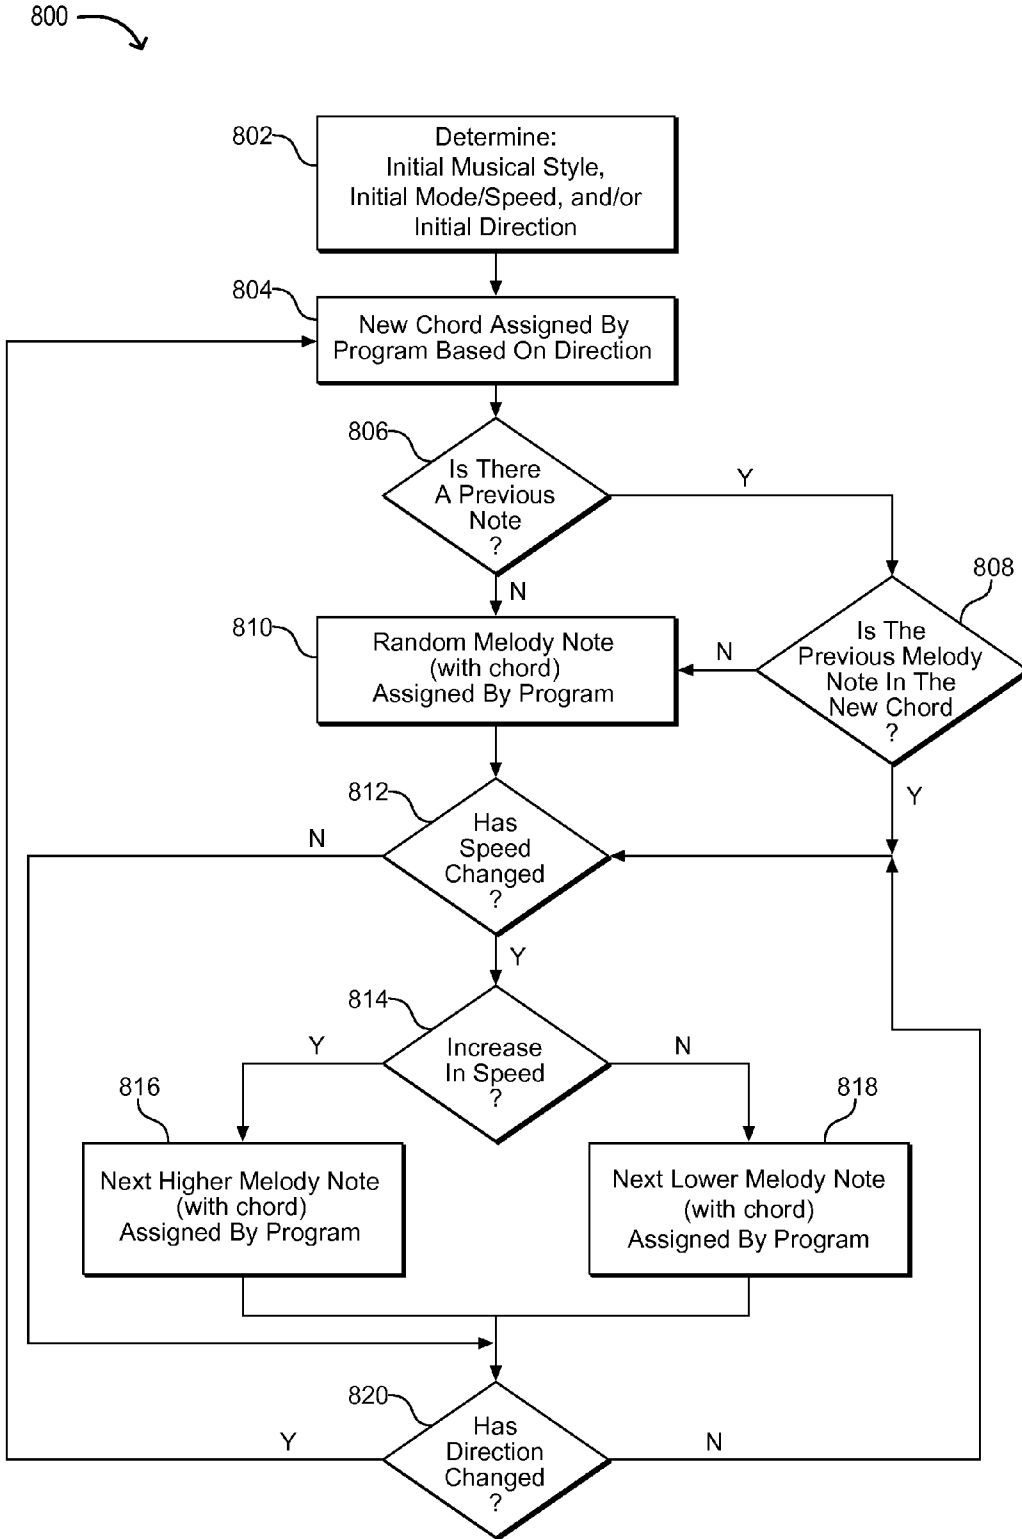 800
802
Determine:
Initial Musical Style,
Initial Mode/Speed, and/or
Initial Direction
804
New Chord Assigned By
Program Based On Direction
806
Is There
A Previous
Note
?
Y
N
808
Is The
Previous Melody
Note In The
New Chord
?
N
Y
810
Random Melody Note
(with chord)
Assigned By Program
812
Has
Speed
Changed
?
N
Y
814
Increase
In Speed
?
Y
N
816
Next Higher Melody Note
(with chord)
Assigned By Program
818
Next Lower Melody Note
(with chord)
Assigned By Program
820
Has
Direction
Changed
?
Y
N